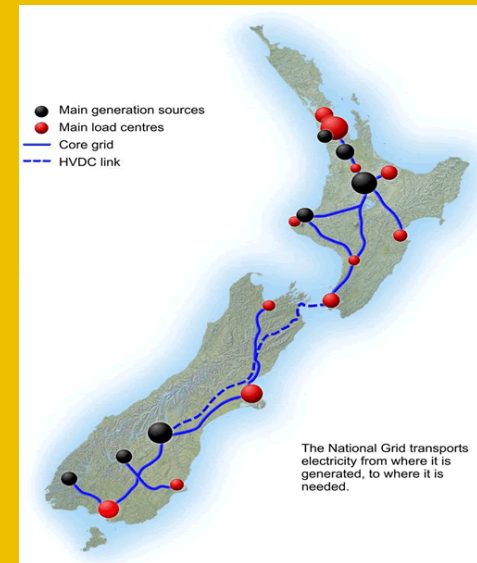 Main generation sources
Main load centres
Core grid
HVDC link
The National Grid transports
electricity from where it is
generated, to where it is
needed.